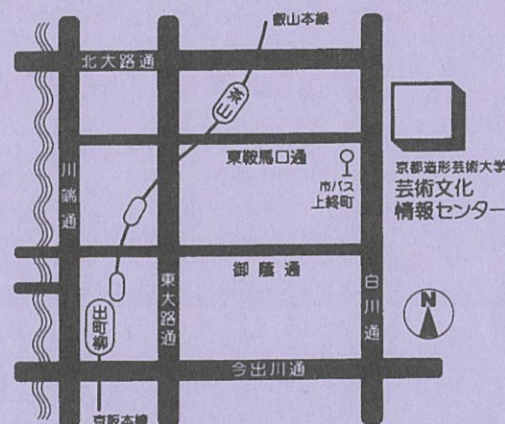 叡山本線
北大路通
茶山
東鞍馬口通
市バス
上終町
京都造形芸術大学
芸術文化
情報センター
川端通
御蔭通
東大路通
白川通
N
出町柳
今出川通
京阪本線